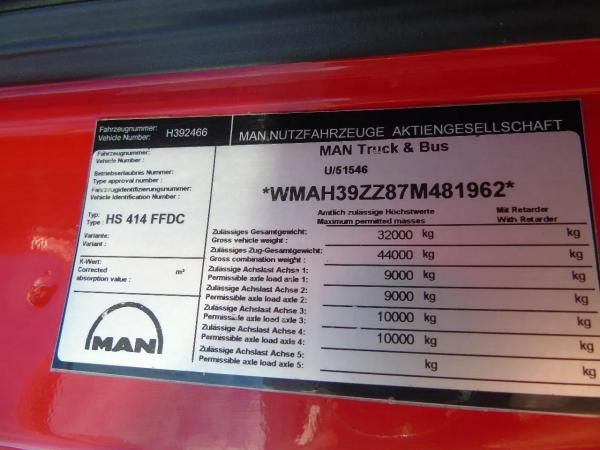 Fahrzeugnummer: H392466
Vehicle Number:
MAN NUTZFAHRZEUGE AKTIENGESELLSCHAFT
Fahrzeugnummer:
Vehicle Number :
Betriebserlaubnis Nummer:
Type approval number :
Fahrzeugidentifizierungsnummer:
Vehicle Identification Number:
MAN Truck & Bus
U/51546
*WMAH39ZZ87M481962*
Typ: HS 414 FFDC
Type :
Variante:
Variant :
K-Wert:
Corrected m²
absorption value :
MAN
Amtlich zulässige Höchstwerte Mit Retarder
Maximum permitted masses With Retarder
Zulässiges Gesamtgewicht: 32000 kg kg
Gross vehicle weight :
Zulässiges Zug-Gesamtgewicht: 44000 kg kg
Gross combination weight :
Zulässige Achslast Achse 1: 9000 kg kg
Permissible axle load axle 1:
Zulässige Achslast Achse 2: 9000 kg kg
Permissible axle load axle 2:
Zulässige Achslast Achse 3: 10000 kg kg
Permissible axle load axle 3:
Zulässige Achslast Achse 4: 10000 kg kg
Permissible axle load axle 4:
Zulässige Achslast Achse 5: kg kg
Permissible axle load axle 5: